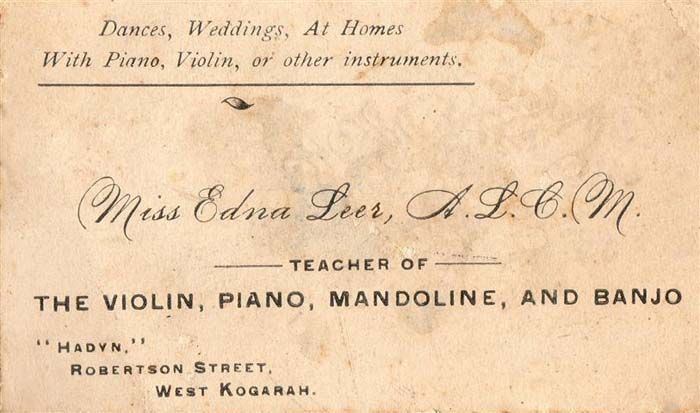 Dances, Weddings, At Homes
With Piano, Violin, or other instruments.
Miss Edna Leer, A.L.C.M.
TEACHER OF
THE VIOLIN, PIANO, MANDOLINE, AND BANJO
"HADYN,"
ROBERTSON STREET,
WEST KOGARAH.